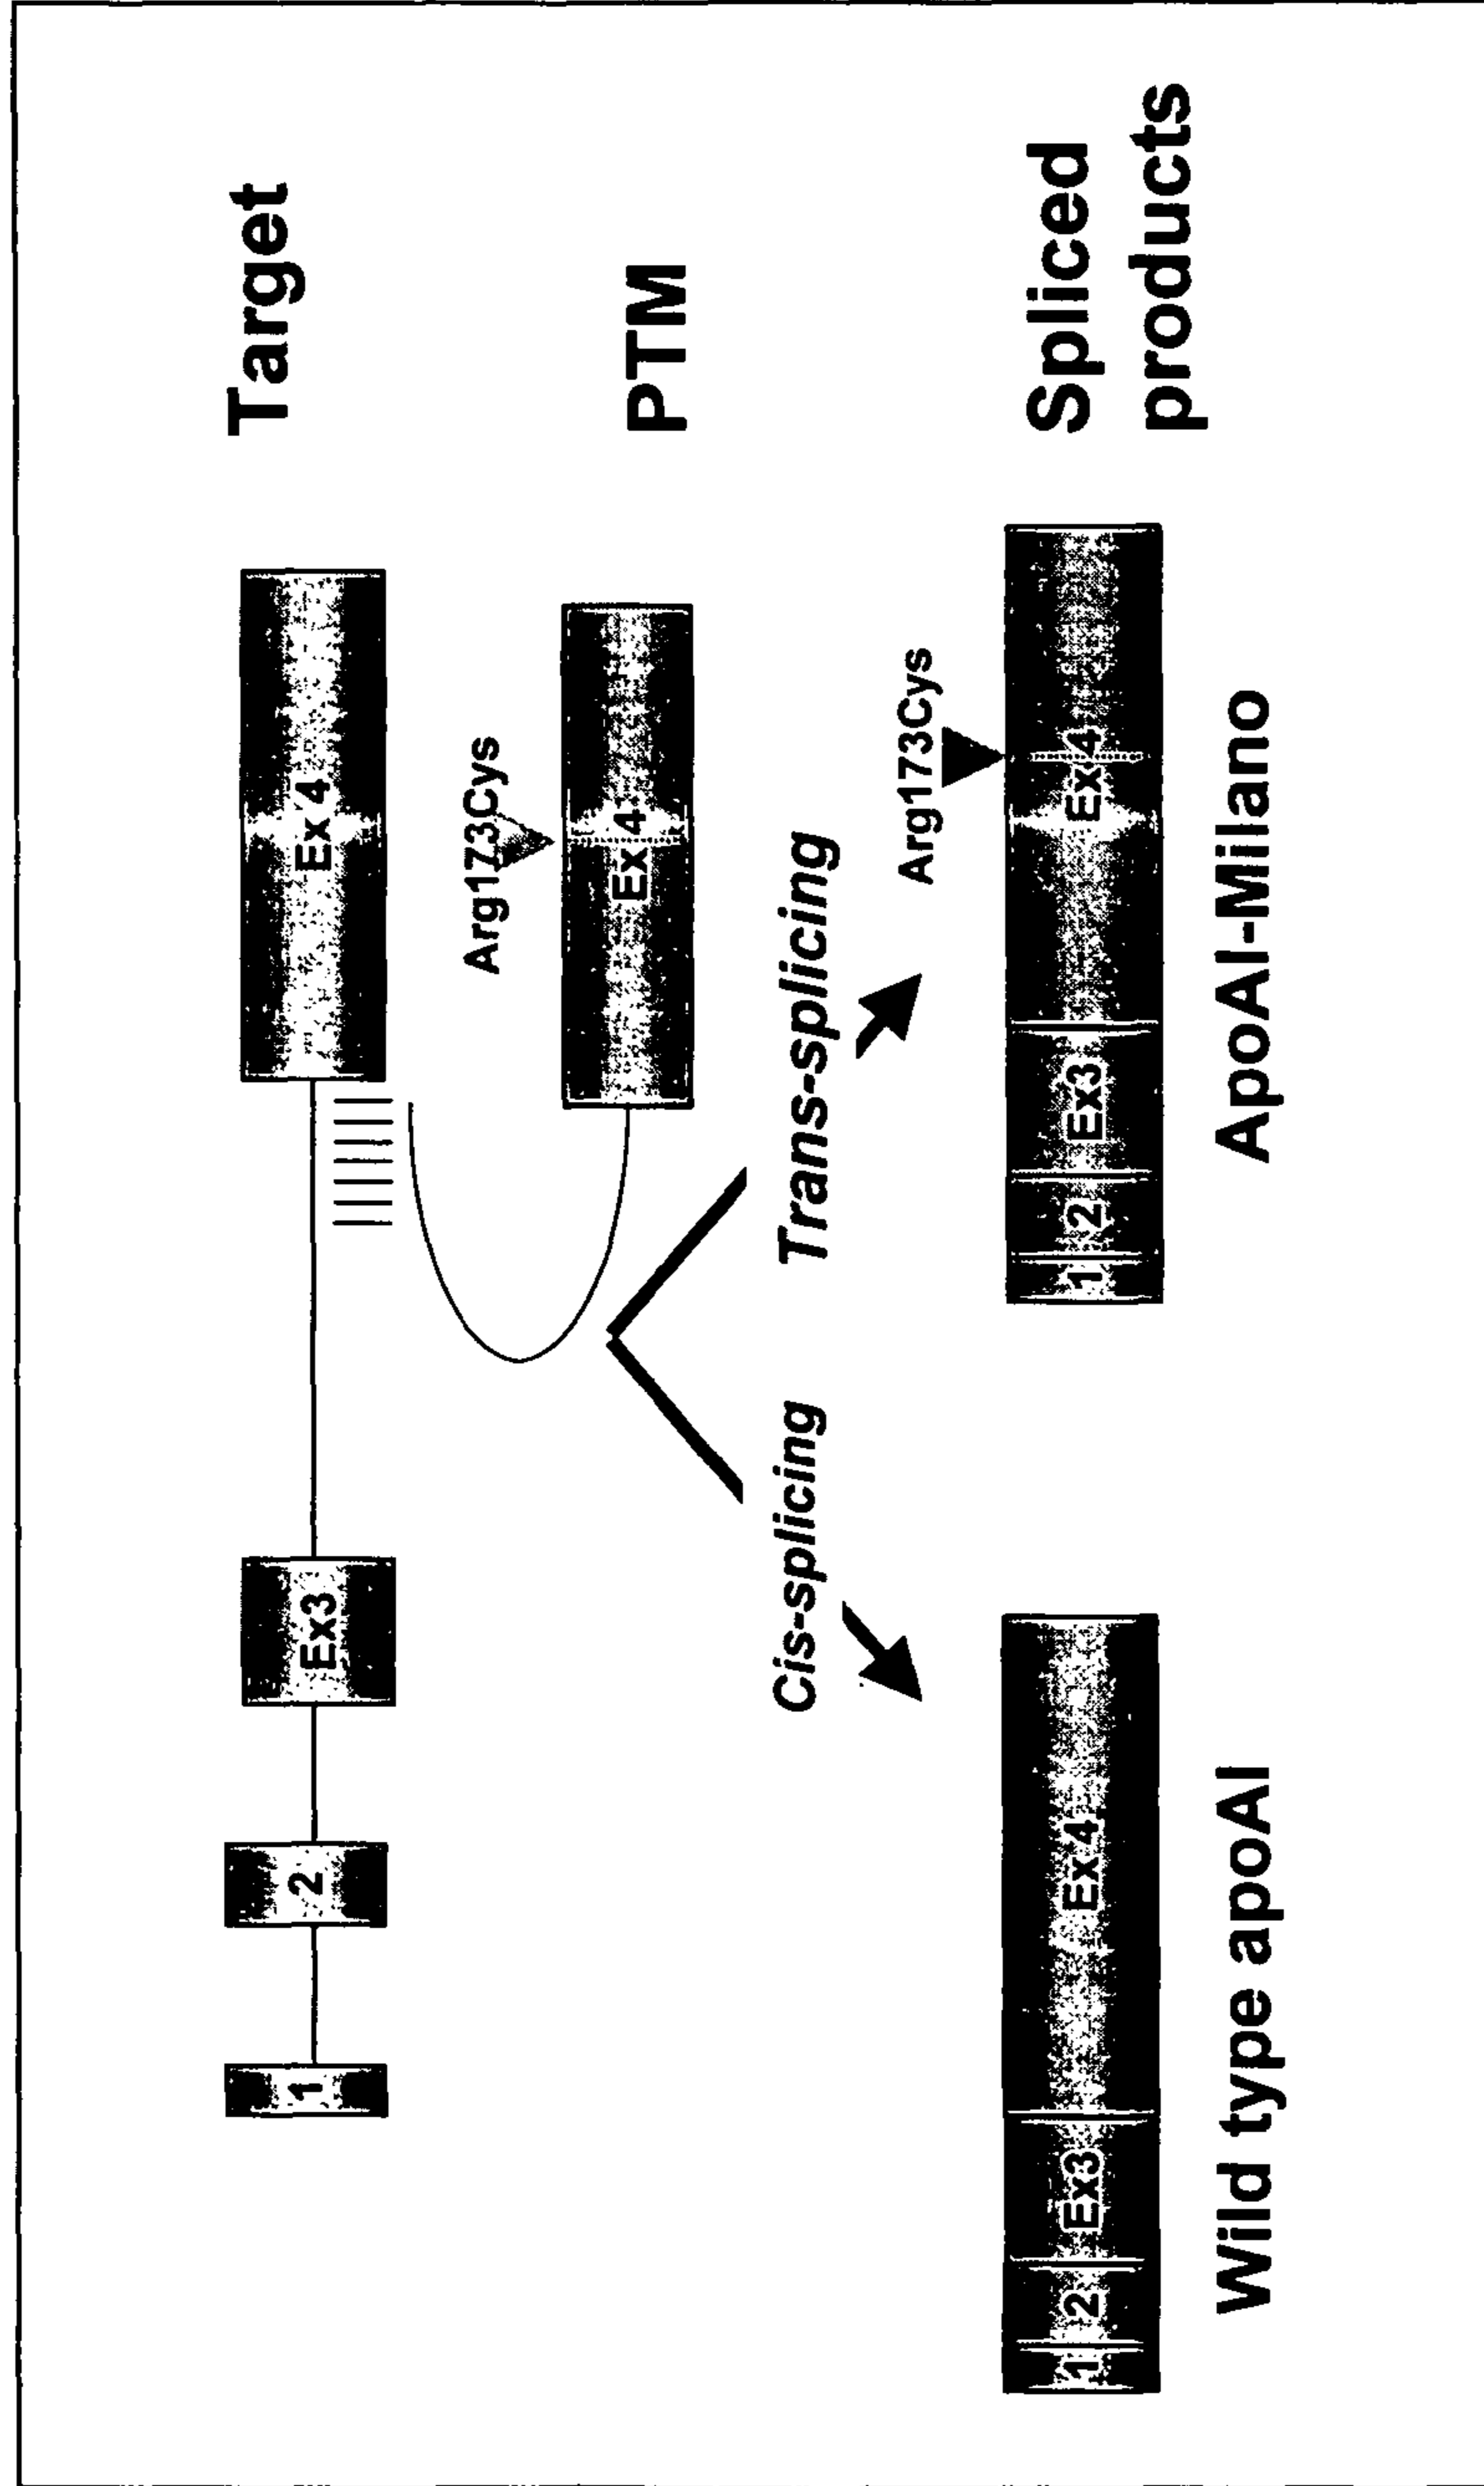 1
2
Ex3
Ex 4
Target
Arg173Cys
Ex 4
PTM
Cis-splicing
Trans-splicing
Arg173Cys
1
2
Ex3
Ex 4
1
2
Ex3
Ex 4
Spliced
products
Wild type apoAI
ApoAI-Milano